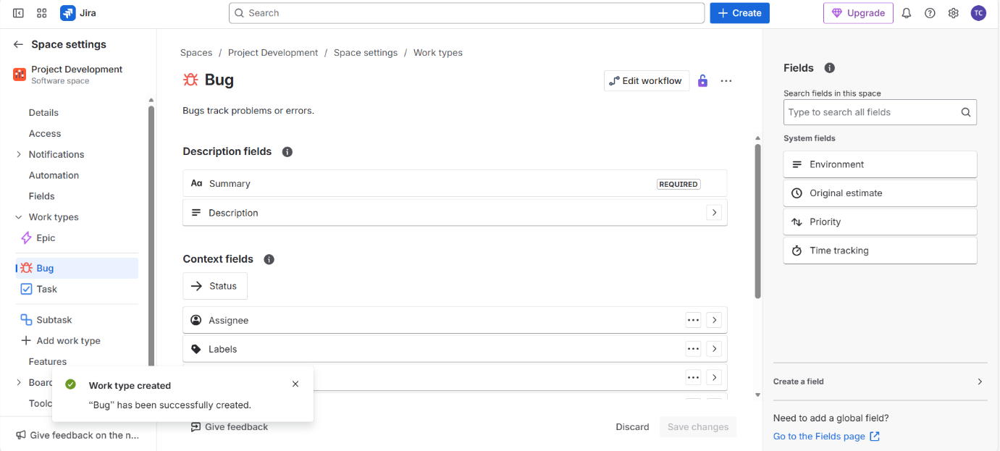 Jira
Search
Create
Upgrade
TC
Space settings
Project Development
Software space
Details
Access
Notifications
Automation
Fields
Work types
Epic
Bug
Task
Subtask
Add work type
Features
Give feedback on the n...
Spaces / Project Development / Space settings / Work types
Bug
Edit workflow
Bugs track problems or errors.
Description fields
Aa Summary REQUIRED
Description
Context fields
Status
Assignee
Labels
Work type created
“Bug” has been successfully created.
Give feedback
Discard
Save changes
Fields
Search fields in this space
Type to search all fields
System fields
Environment
Original estimate
Priority
Time tracking
Create a field
Need to add a global field?
Go to the Fields page